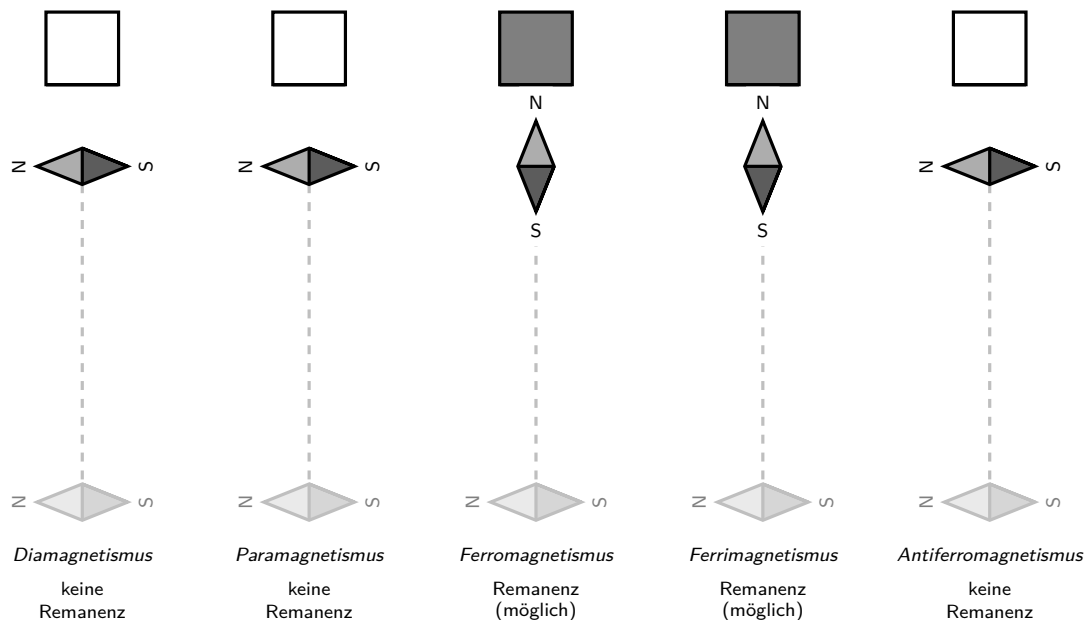 N
N
N
S
N
S
S
S
N
S
N
S
N
S
N
S
N
S
N
S
Diamagnetismus
Paramagnetismus
Ferromagnetismus
Ferrimagnetismus
Antiferromagnetismus
keine
Remanenz
keine
Remanenz
Remanenz
(möglich)
Remanenz
(möglich)
keine
Remanenz